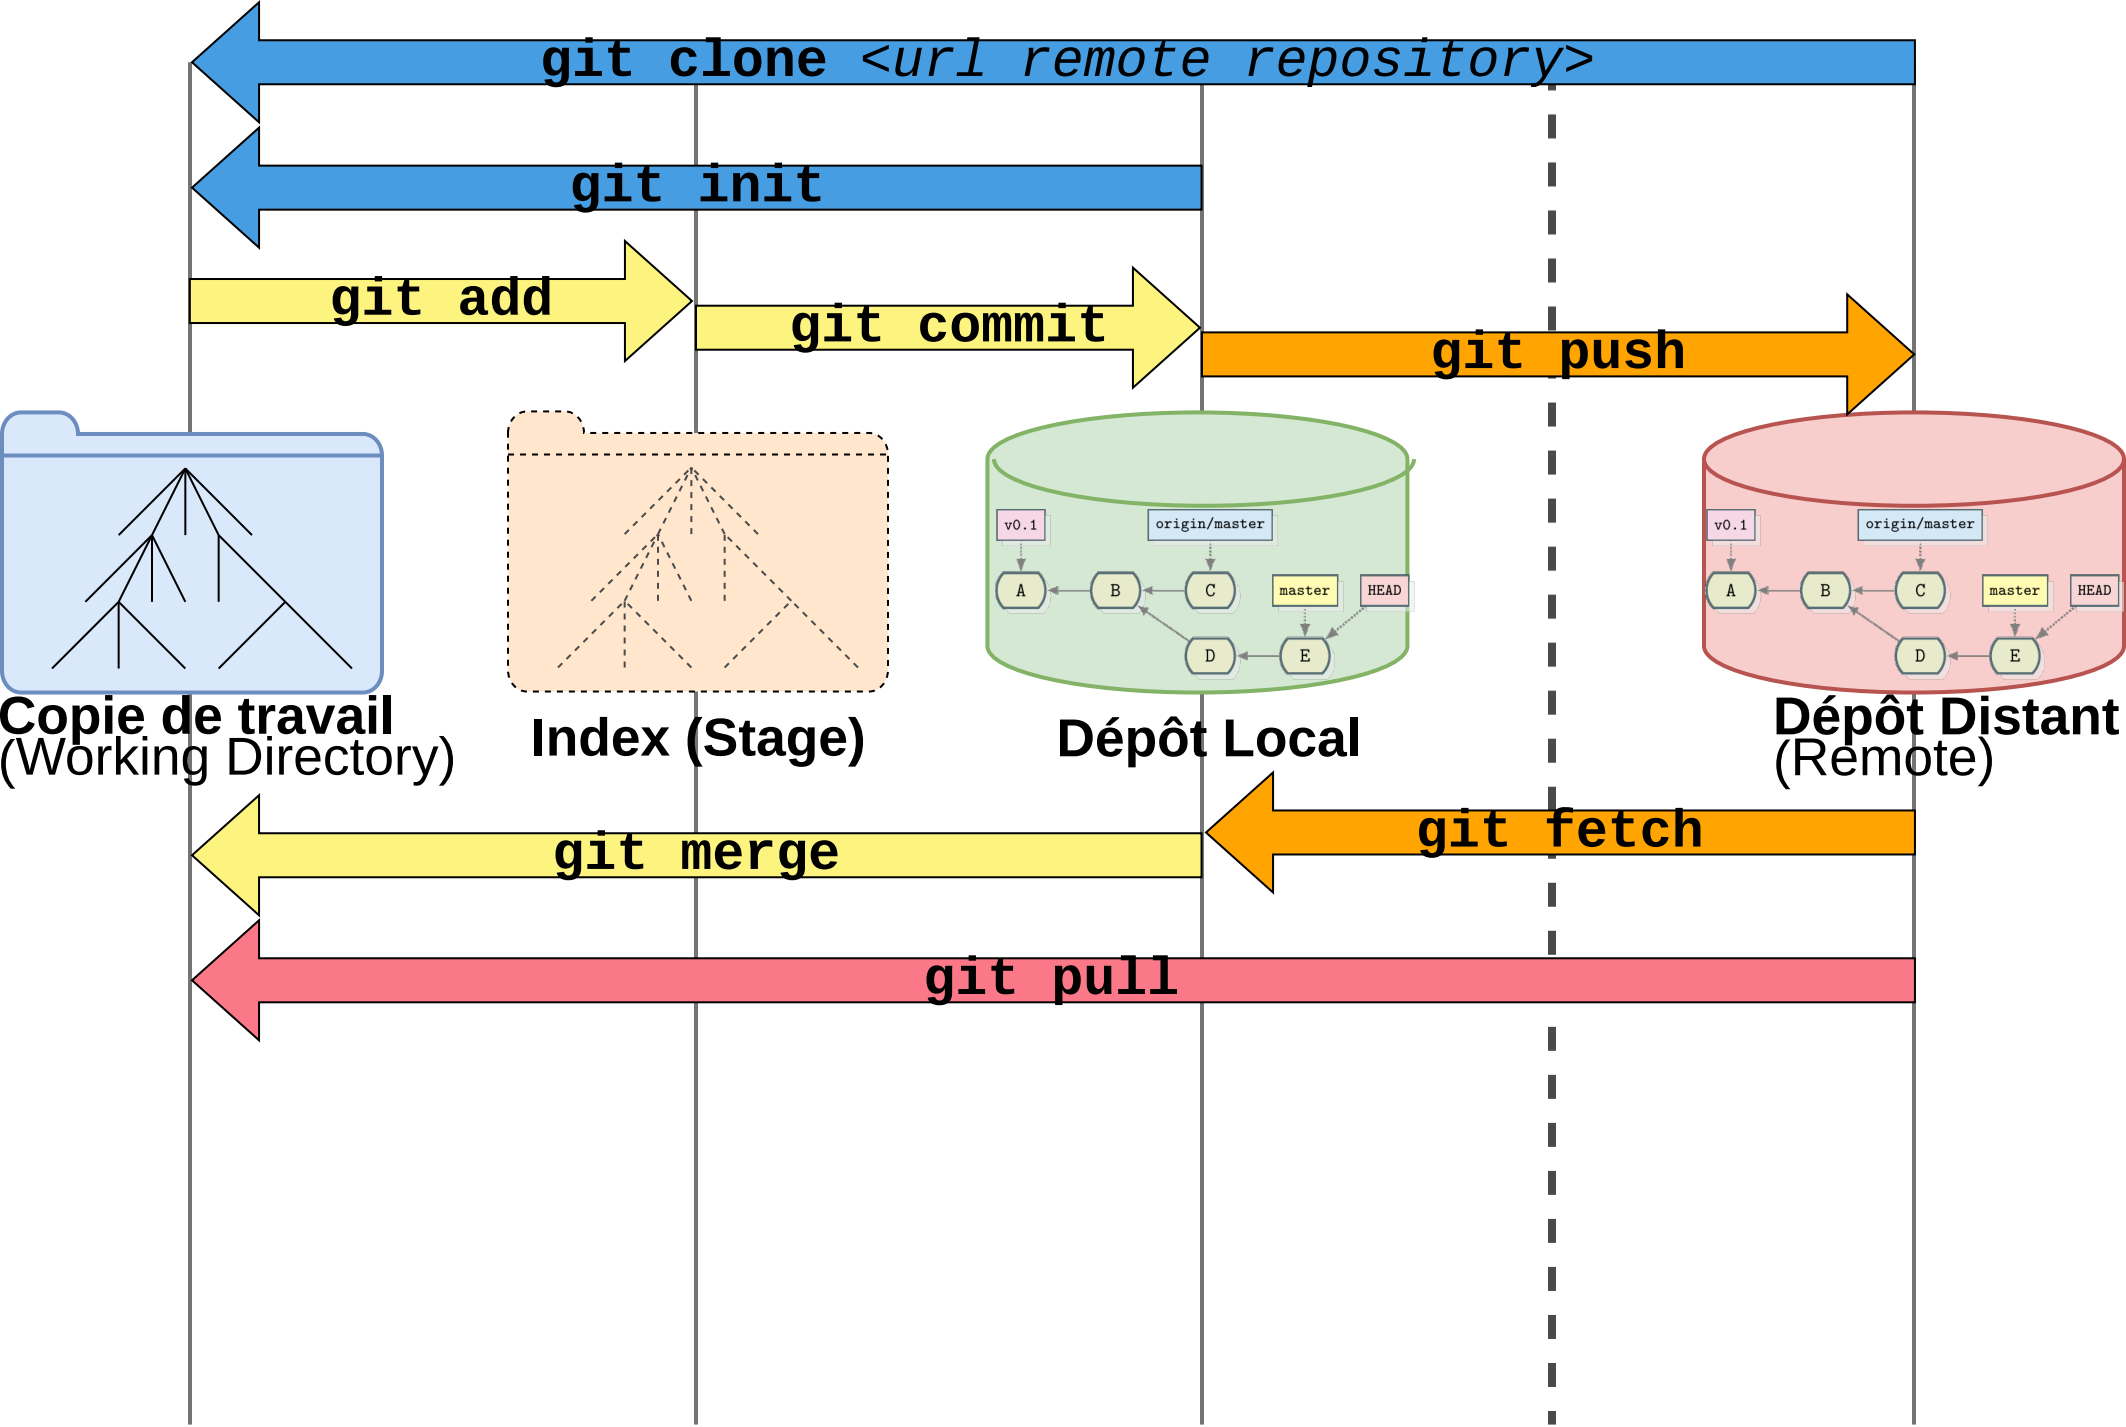 git clone <url remote repository>
git init
git add
git commit
git push
v0.1
origin/master
A
B
C
master
HEAD
D
E
v0.1
origin/master
A
B
C
master
HEAD
D
E
Copie de travail
(Working Directory)
Index (Stage)
Dépôt Local
Dépôt Distant
(Remote)
git fetch
git merge
git pull